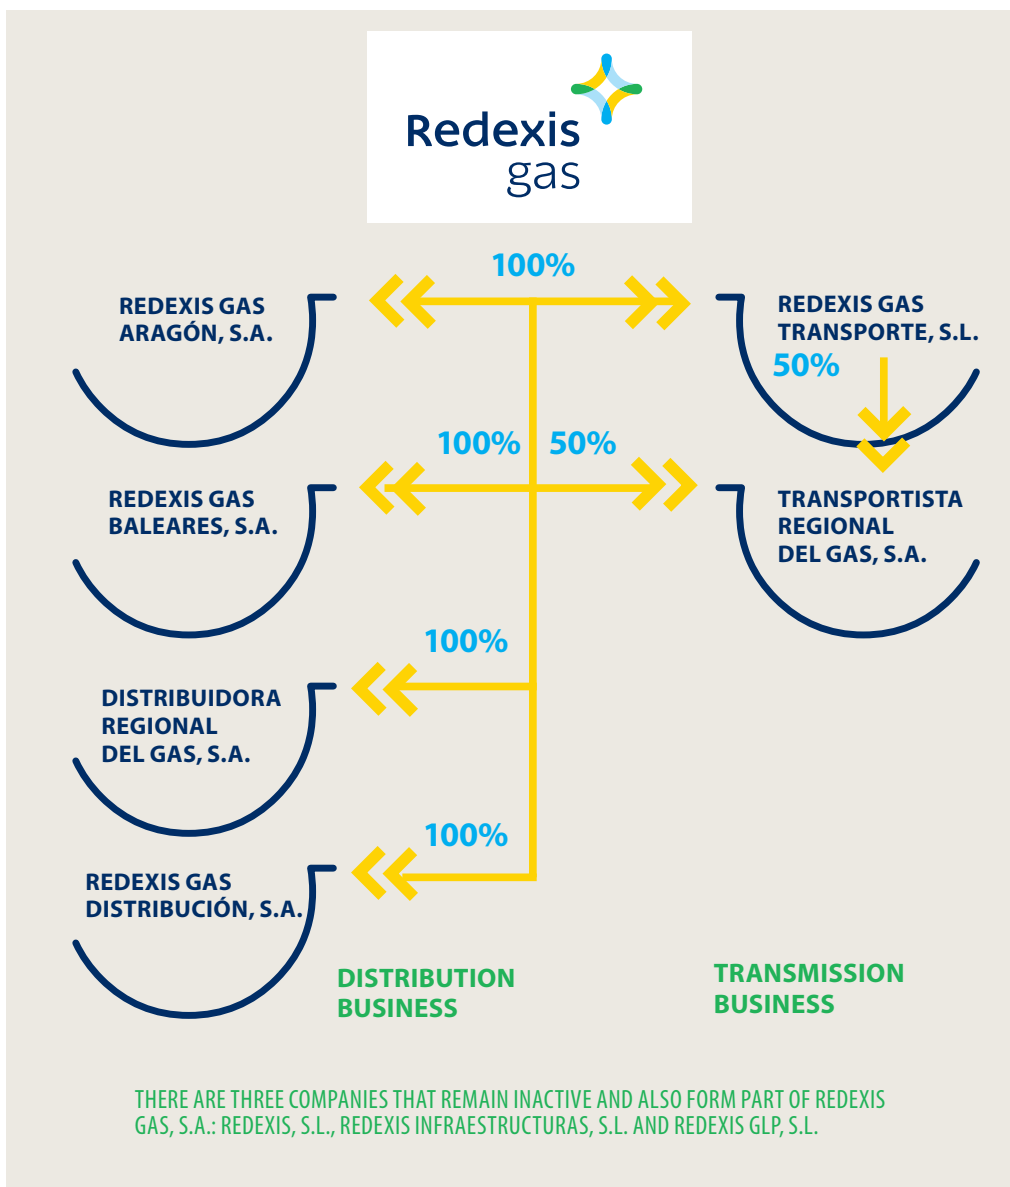 Redexis
gas
100%
REDEXIS GAS
ARAGÓN, S.A.
REDEXIS GAS
TRANSPORTE, S.L.
50%
100%
50%
REDEXIS GAS
BALEARES, S.A.
TRANSPORTISTA
REGIONAL
DEL GAS, S.A.
100%
DISTRIBUIDORA
REGIONAL
DEL GAS, S.A.
100%
REDEXIS GAS
DISTRIBUCIÓN, S.A.
DISTRIBUTION
BUSINESS
TRANSMISSION
BUSINESS
THERE ARE THREE COMPANIES THAT REMAIN INACTIVE AND ALSO FORM PART OF REDEXIS
GAS, S.A.: REDEXIS, S.L., REDEXIS INFRAESTRUCTURAS, S.L. AND REDEXIS GLP, S.L.